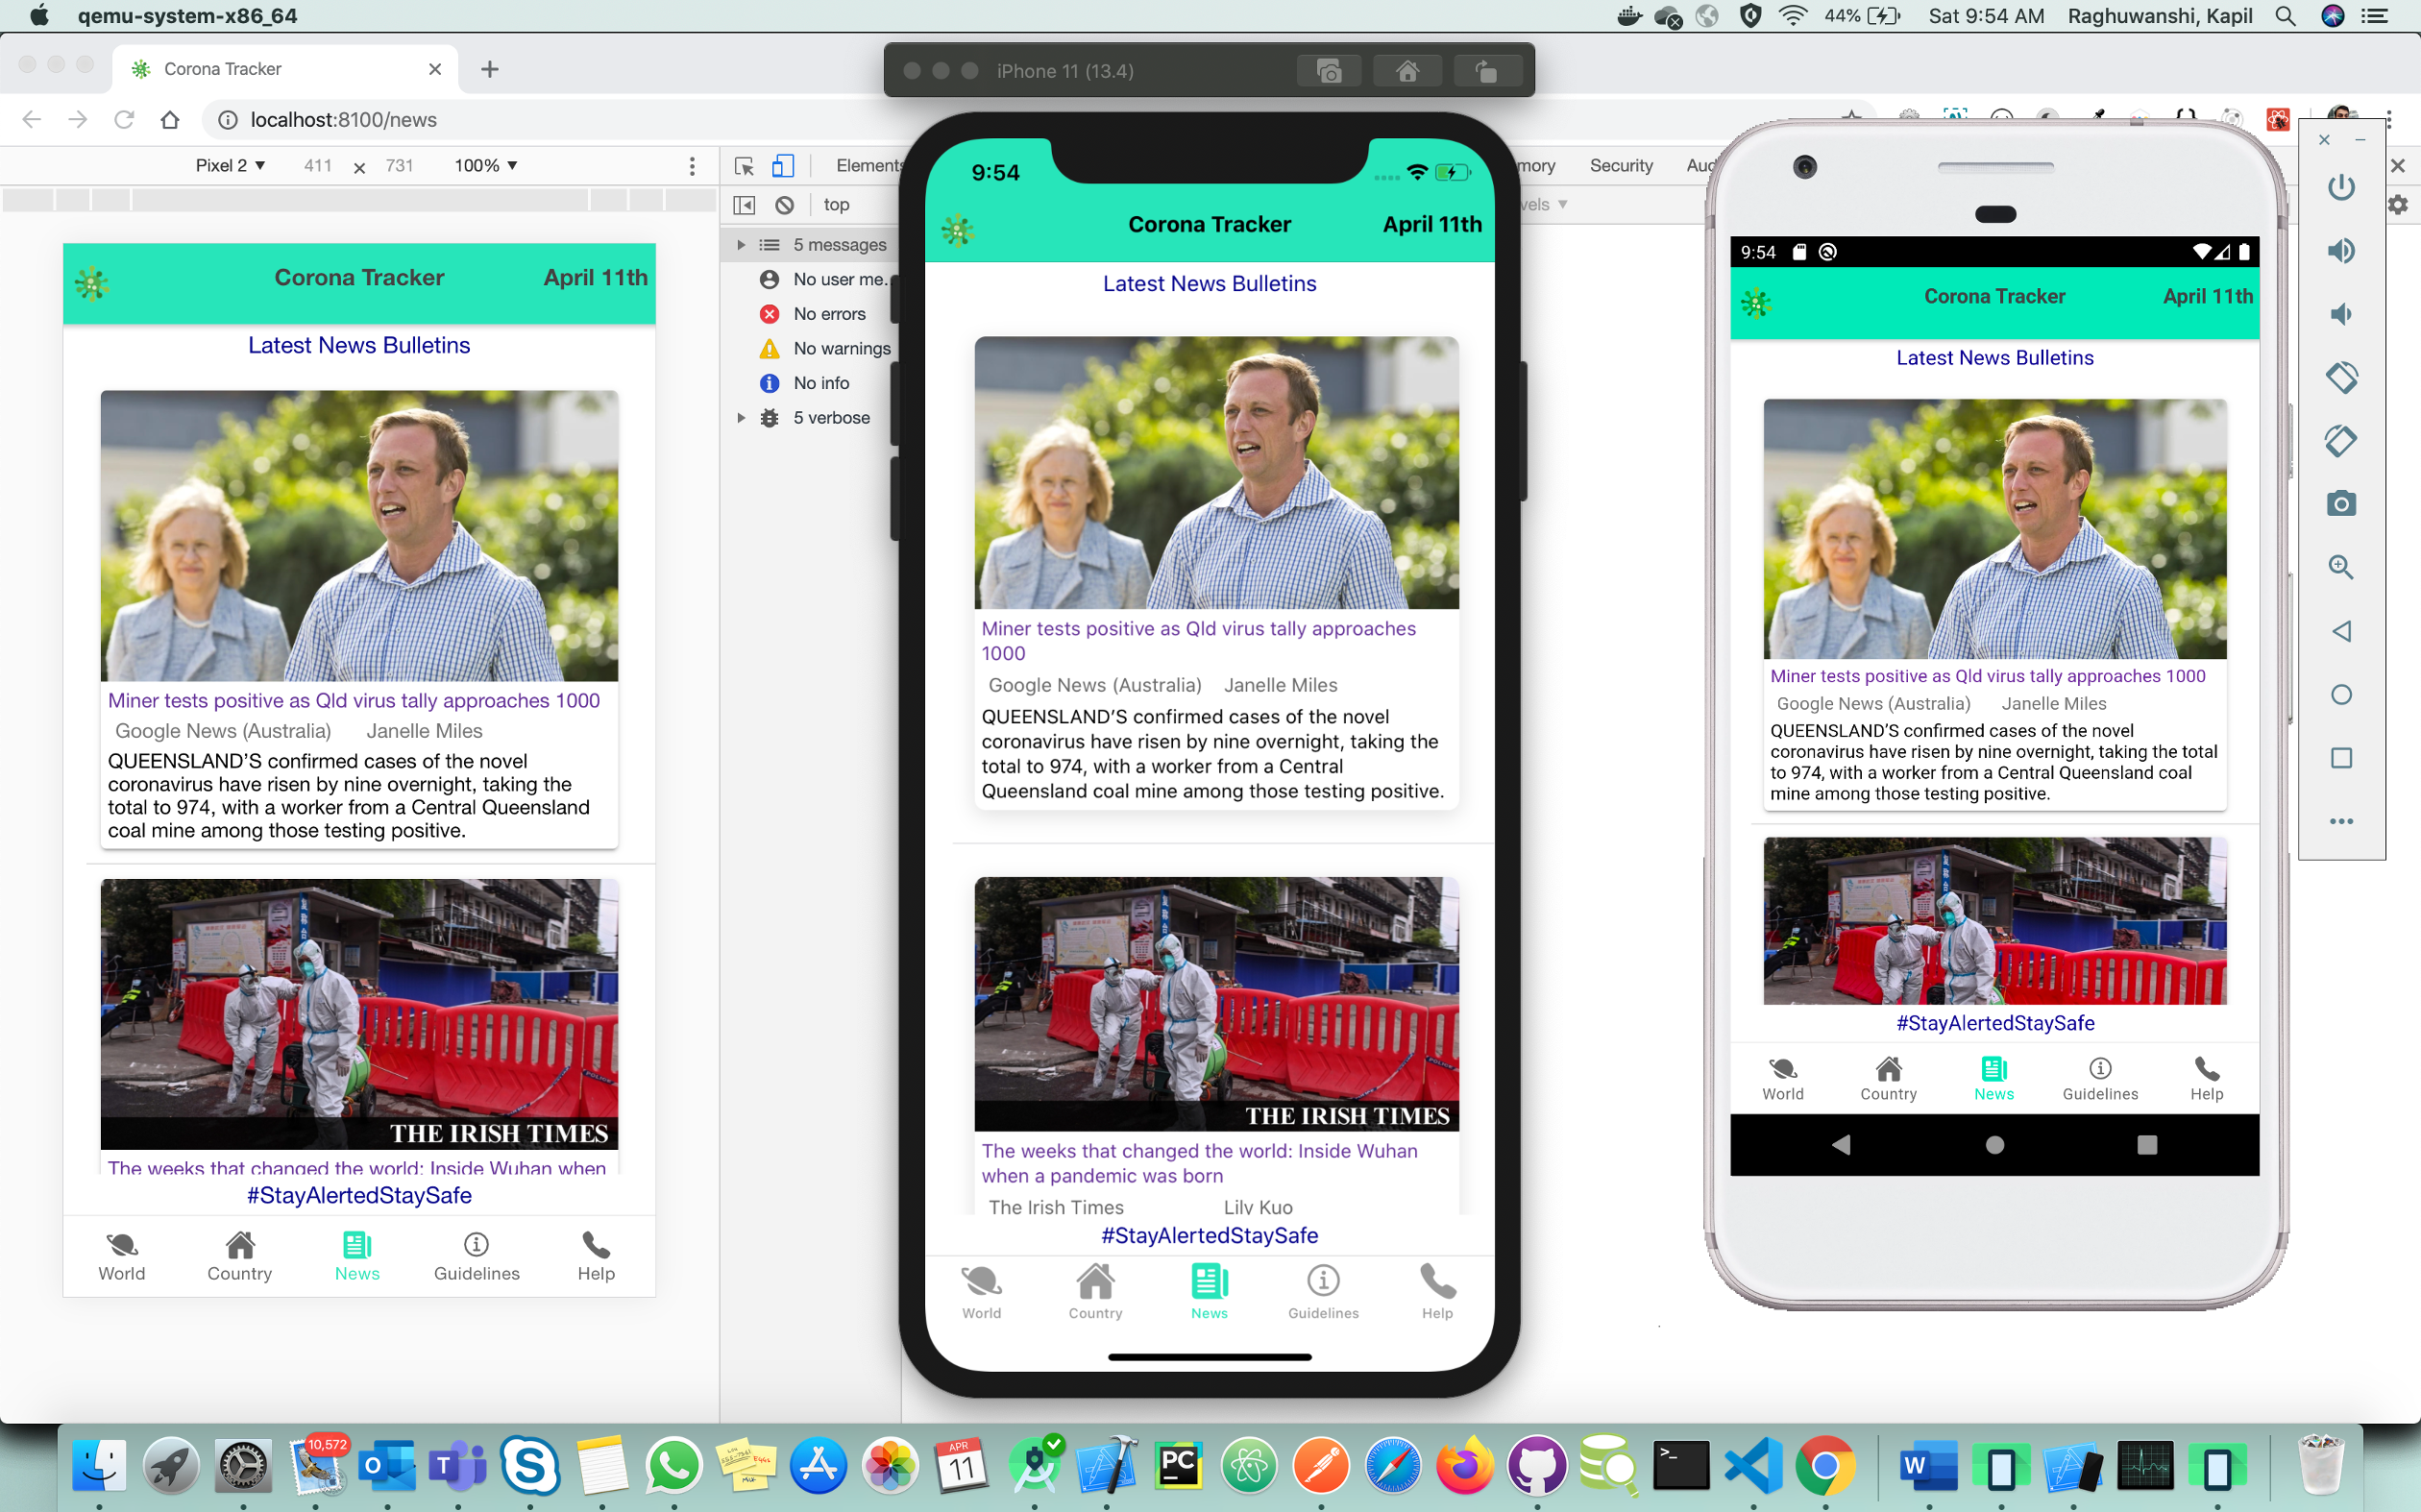 qemu-system-x86_64
44%
Sat 9:54 AM
Raghuwanshi, Kapil
Corona Tracker
localhost:8100/news
Pixel 2 ▼
411
×
731
100% ▼
Elements
Security
top
5 messages
No user me...
No errors
No warnings
No info
5 verbose
Corona Tracker
April 11th
Latest News Bulletins
Miner tests positive as Qld virus tally approaches 1000
Google News (Australia) Janelle Miles
QUEENSLAND’S confirmed cases of the novel
coronavirus have risen by nine overnight, taking the
total to 974, with a worker from a Central Queensland
coal mine among those testing positive.
THE IRISH TIMES
The weeks that changed the world: Inside Wuhan when
#StayAlertedStaySafe
World
Country
News
Guidelines
Help
iPhone 11 (13.4)
9:54
Corona Tracker
April 11th
Latest News Bulletins
Miner tests positive as Qld virus tally approaches
1000
Google News (Australia) Janelle Miles
QUEENSLAND’S confirmed cases of the novel
coronavirus have risen by nine overnight, taking the
total to 974, with a worker from a Central
Queensland coal mine among those testing positive.
THE IRISH TIMES
The weeks that changed the world: Inside Wuhan
when a pandemic was born
The Irish Times Lily Kuo
#StayAlertedStaySafe
World
Country
News
Guidelines
Help
9:54
Corona Tracker
April 11th
Latest News Bulletins
Miner tests positive as Qld virus tally approaches 1000
Google News (Australia) Janelle Miles
QUEENSLAND’S confirmed cases of the novel
coronavirus have risen by nine overnight, taking the total
to 974, with a worker from a Central Queensland coal
mine among those testing positive.
#StayAlertedStaySafe
World
Country
News
Guidelines
Help
10,572
APR
11
PC